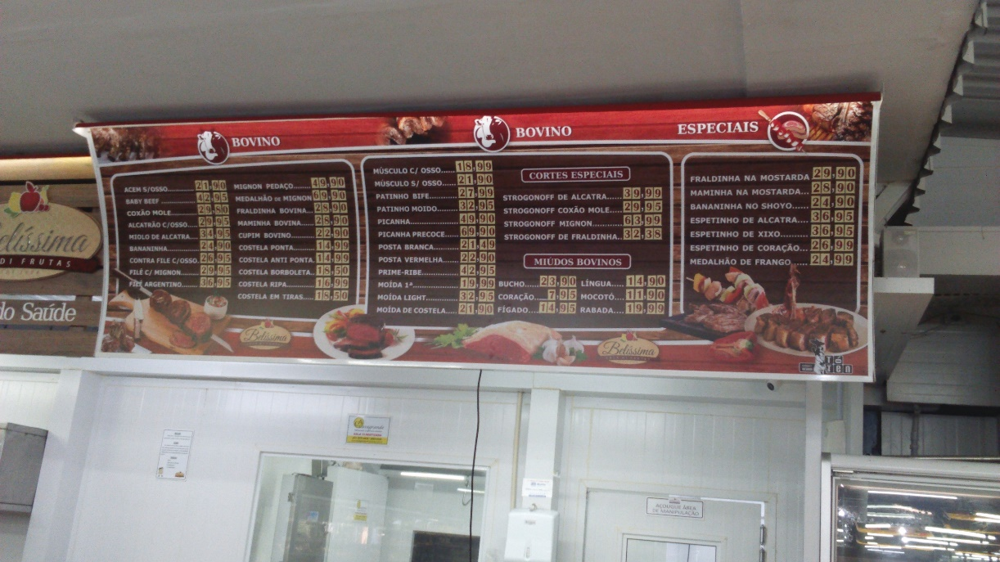 BOVINO
ACEM S/OSSO......21,90
BABY BEEF..........42,95
COXÃO MOLE........29,80
ALCATRÃO C/OSSO...29,95
MIOLO DE ALCATRA...34,95
BANANINHA..........24,90
CONTRA FILE C/OSSO..26,95
FILÉ C/ MIGNON......29,95
FILÉ ARGENTINO......36,95
MIGNON PEDAÇO......49,90
MEDALHÃO DE MIGNON 69,90
FRALDINHA BOVINA...28,90
MAMINHA BOVINA.....28,90
CUPIM BOVINO.......22,90
COSTELA PONTA......14,99
COSTELA ANTI PONTA..14,99
COSTELA BORBOLETA..18,50
COSTELA RIPA.......16,99
COSTELA EM TIRAS....18,50
BOVINO
MÚSCULO C/ OSSO.....18,99
MÚSCULO S/ OSSO.....21,90
PATINHO BIFE........27,99
PATINHO MOIDO.......32,95
PICANHA.............49,90
PICANHA PRECOCE.....69,90
POSTA BRANCA........21,49
POSTA VERMELHA......22,90
PRIME-RIBE..........42,95
MOÍDA 1ª............19,99
MOÍDA LIGHT.........32,95
MOÍDA DE COSTELA....21,90
CORTES ESPECIAIS
STROGONOFF DE ALCATRA....39,99
STROGONOFF COXÃO MOLE...29,95
STROGONOFF MIGNON.......63,99
STROGONOFF DE FRALDINHA..32,38
MIÚDOS BOVINOS
BUCHO.....23,90 LÍNGUA......14,90
CORAÇÃO....7,95 MOCOTÓ.....11,90
FÍGADO....14,95 RABADA.....19,99
ESPECIAIS
FRALDINHA NA MOSTARDA 29,90
MAMINHA NA MOSTARDA...28,90
BANANINHA NO SHOYO....24,90
ESPETINHO DE ALCATRA....36,95
ESPETINHO DE XIXO.......36,95
ESPETINHO DE CORAÇÃO..26,99
MEDALHÃO DE FRANGO....24,99
Belíssima
Belíssima
elíssima
DI FRUTAS
do Saúde
AÇOUGUE ÁREA
DE MANIPULAÇÃO